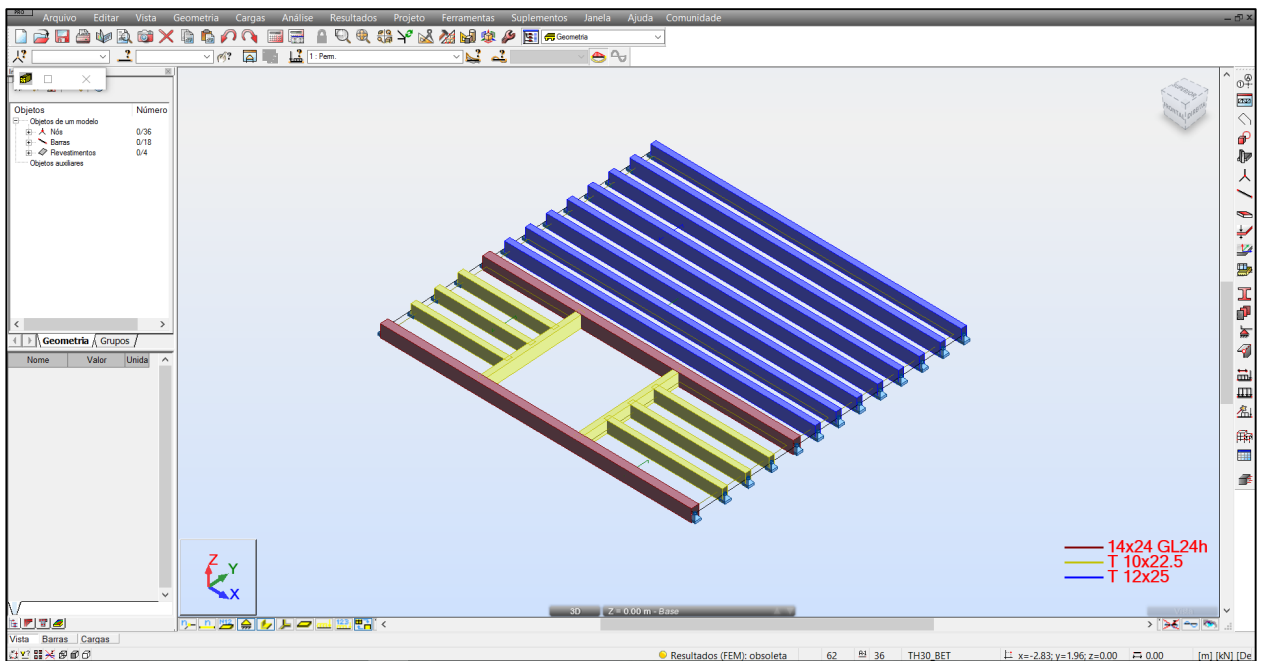 PRO
Arquivo Editar Vista Geometria Cargas Análise Resultados Projeto Ferramentas Suplementos Janela Ajuda Comunidade
Geometria
1 : Perm.
Objetos Número
Objetos de um modelo
Nós 0/36
Barras 0/18
Revestimentos 0/4
Objetos auxiliares
Geometria Grupos
Nome Valor Unida
SUPERIOR
14x24 GL24h
T 10x22.5
T 12x25
Z
Y
X
3D Z = 0.00 m - Base
Vista Barras Cargas
Resultados (FEM): obsoleta 62 36 TH30_BET x=-2.83; y=1.96; z=0.00 0.00 [m] [kN] [De